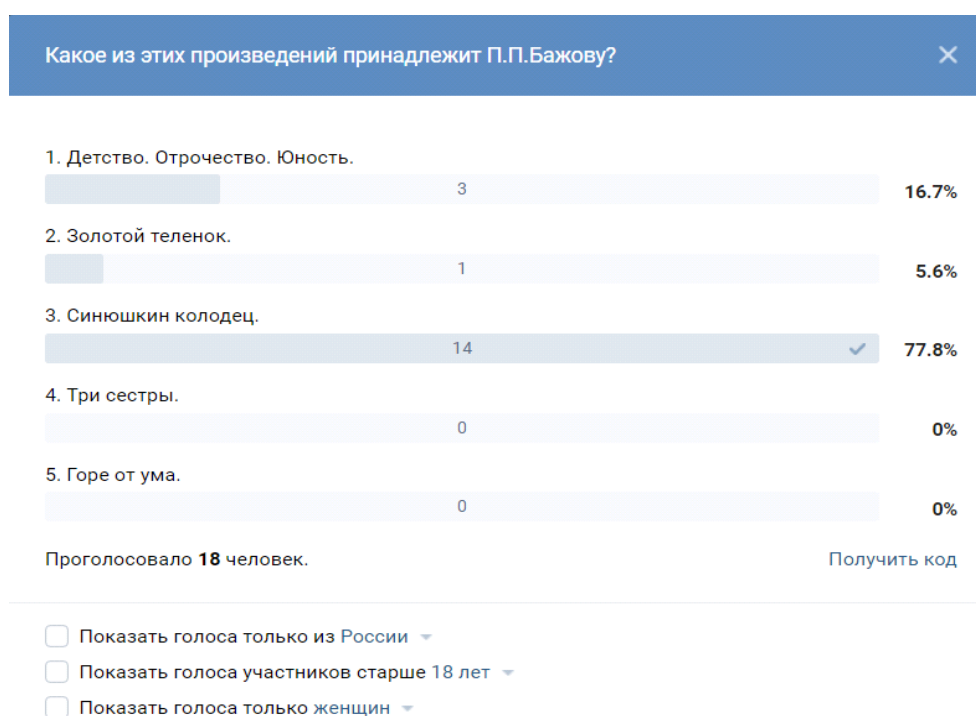 Какое из этих произведений принадлежит П.П.Бажову?
1. Детство. Отрочество. Юность.
3
16.7%
2. Золотой теленок.
1
5.6%
3. Синюшкин колодец.
14
77.8%
4. Три сестры.
0
0%
5. Горе от ума.
0
0%
Проголосовало 18 человек.
Получить код
Показать голоса только из России
Показать голоса участников старше 18 лет
Показать голоса только женщин